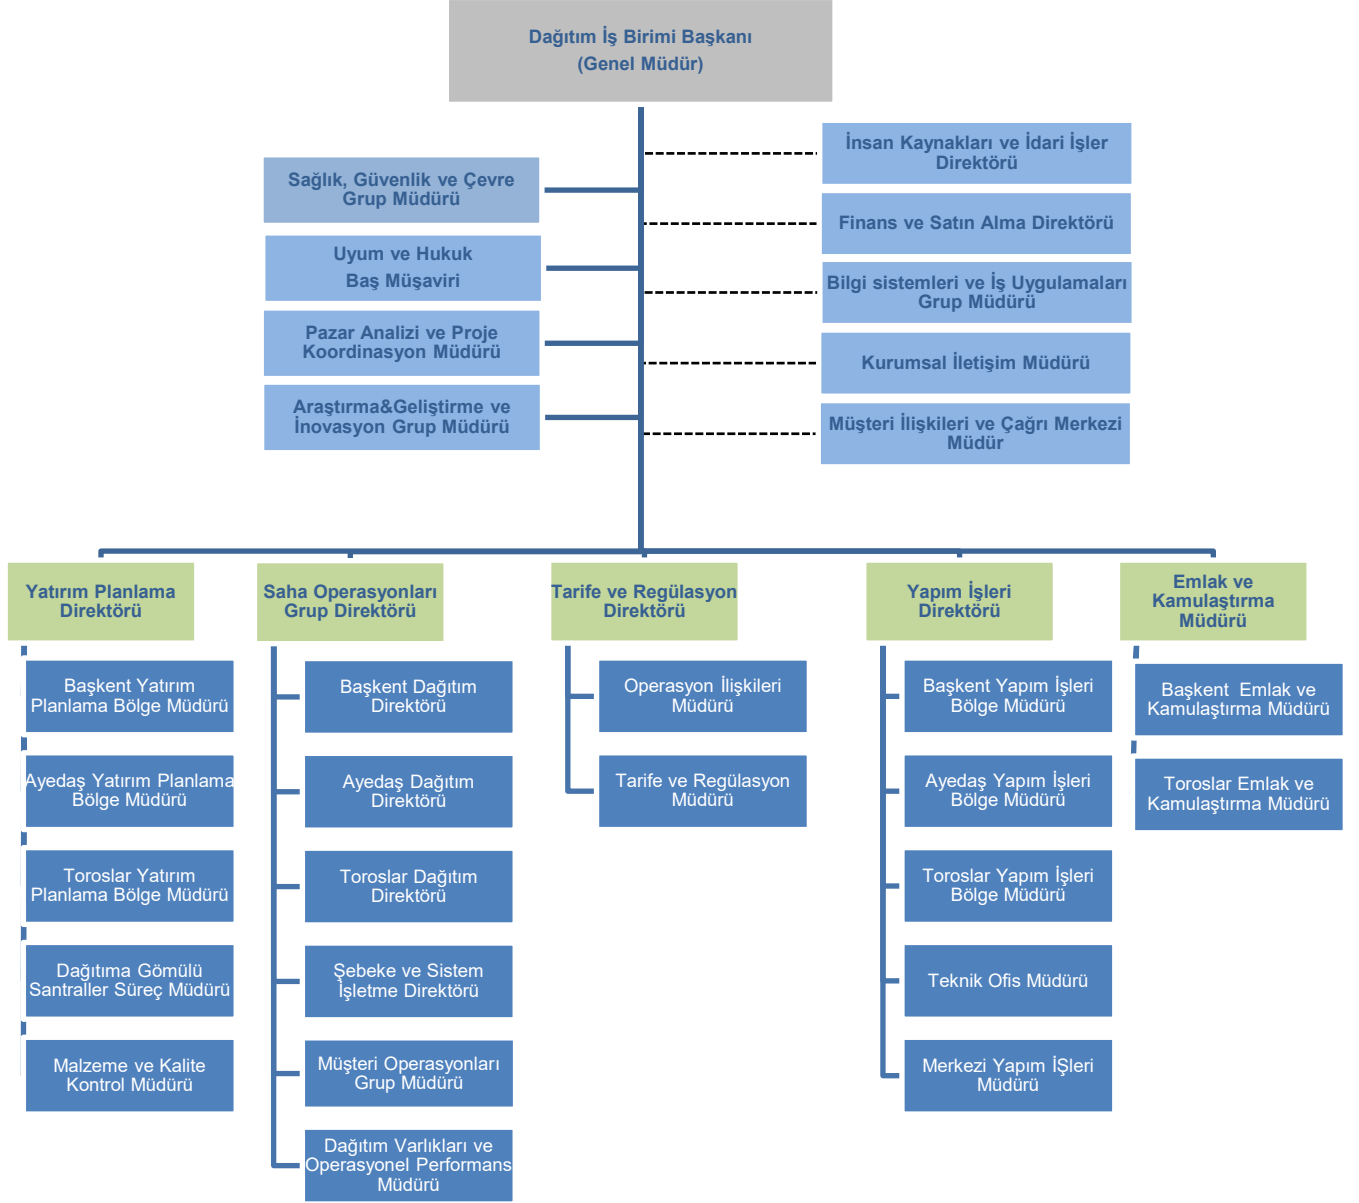 Dağıtım İş Birimi Başkanı
(Genel Müdür)
Sağlık, Güvenlik ve Çevre
Grup Müdürü
Uyum ve Hukuk
Baş Müşaviri
Pazar Analizi ve Proje
Koordinasyon Müdürü
Araştırma&Geliştirme ve
İnovasyon Grup Müdürü
İnsan Kaynakları ve İdari İşler
Direktörü
Finans ve Satın Alma Direktörü
Bilgi sistemleri ve İş Uygulamaları
Grup Müdürü
Kurumsal İletişim Müdürü
Müşteri İlişkileri ve Çağrı Merkezi
Müdür
Yatırım Planlama
Direktörü
Başkent Yatırım
Planlama Bölge Müdürü
Ayedaş Yatırım Planlama
Bölge Müdürü
Toroslar Yatırım
Planlama Bölge Müdürü
Dağıtıma Gömülü
Santraller Süreç Müdürü
Malzeme ve Kalite
Kontrol Müdürü
Saha Operasyonları
Grup Direktörü
Başkent Dağıtım
Direktörü
Ayedaş Dağıtım
Direktörü
Toroslar Dağıtım
Direktörü
Şebeke ve Sistem
İşletme Direktörü
Müşteri Operasyonları
Grup Müdürü
Dağıtım Varlıkları ve
Operasyonel Performans
Müdürü
Tarife ve Regülasyon
Direktörü
Operasyon İlişkileri
Müdürü
Tarife ve Regülasyon
Müdürü
Yapım İşleri
Direktörü
Başkent Yapım İşleri
Bölge Müdürü
Ayedaş Yapım İşleri
Bölge Müdürü
Toroslar Yapım İşleri
Bölge Müdürü
Teknik Ofis Müdürü
Merkezi Yapım İŞleri
Müdürü
Emlak ve
Kamulaştırma
Müdürü
Başkent  Emlak ve
Kamulaştırma Müdürü
Toroslar Emlak ve
Kamulaştırma Müdürü